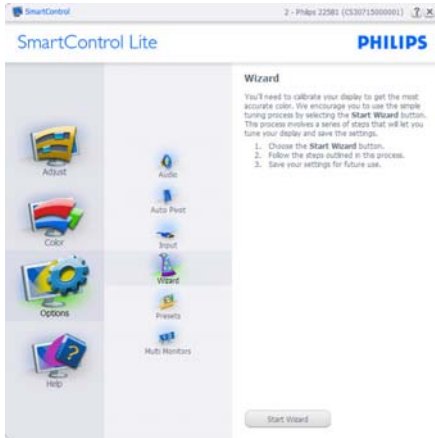 SmartControl
2 - Philips 225B1 (CS30715000001)
? X
SmartControl Lite
PHILIPS
Adjust
Color
Options
Help
Audio
Auto Pivot
Input
Wizard
Presets
Multi Monitors
Wizard
You'll need to calibrate your display to get the most
accurate color. We encourage you to use the simple
tuning process by selecting the Start Wizard button.
This process involves a series of steps that will let you
tune your display and save the settings.
1. Choose the Start Wizard button.
2. Follow the steps outlined in the process.
3. Save your settings for future use.
Start Wizard